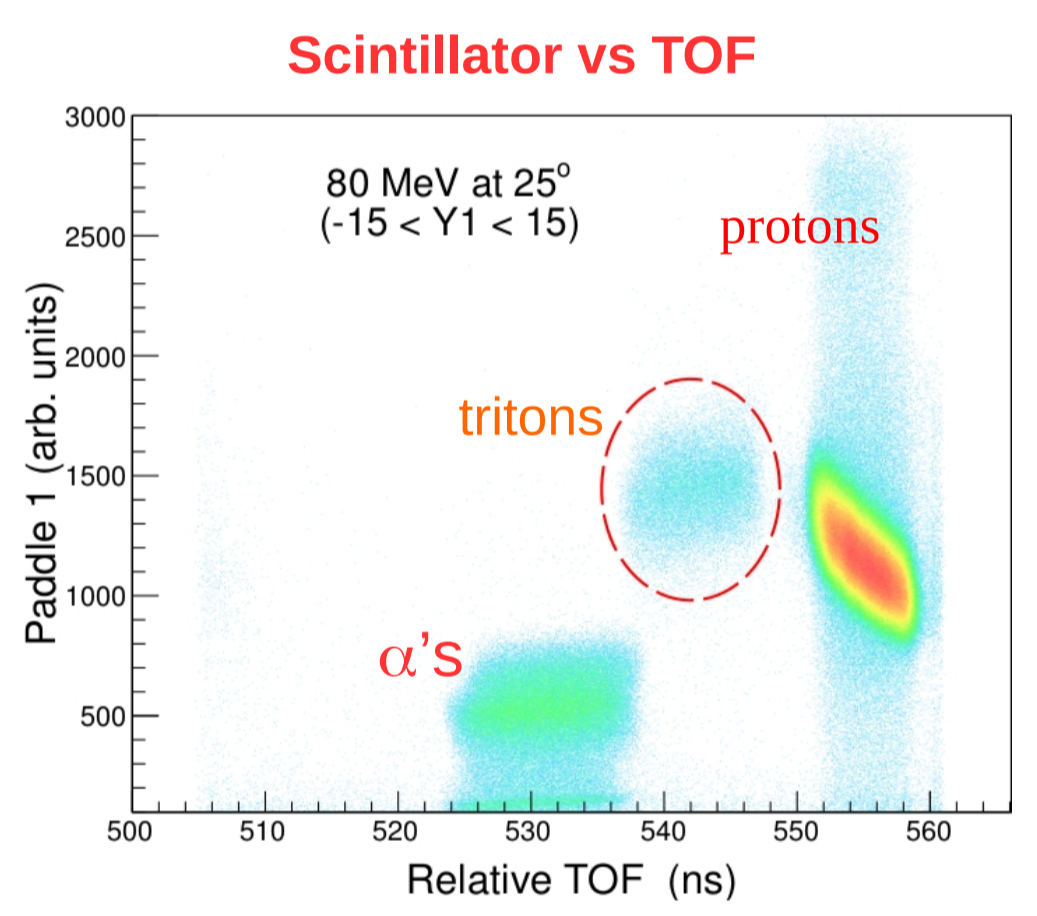 Scintillator vs TOF
3000
80 MeV at 25o
(-15 < Y1 < 15)
protons
2500
2000
tritons
1500
1000
α's
500
500 510 520 530 540 550 560
Paddle 1 (arb. units)
Relative TOF (ns)